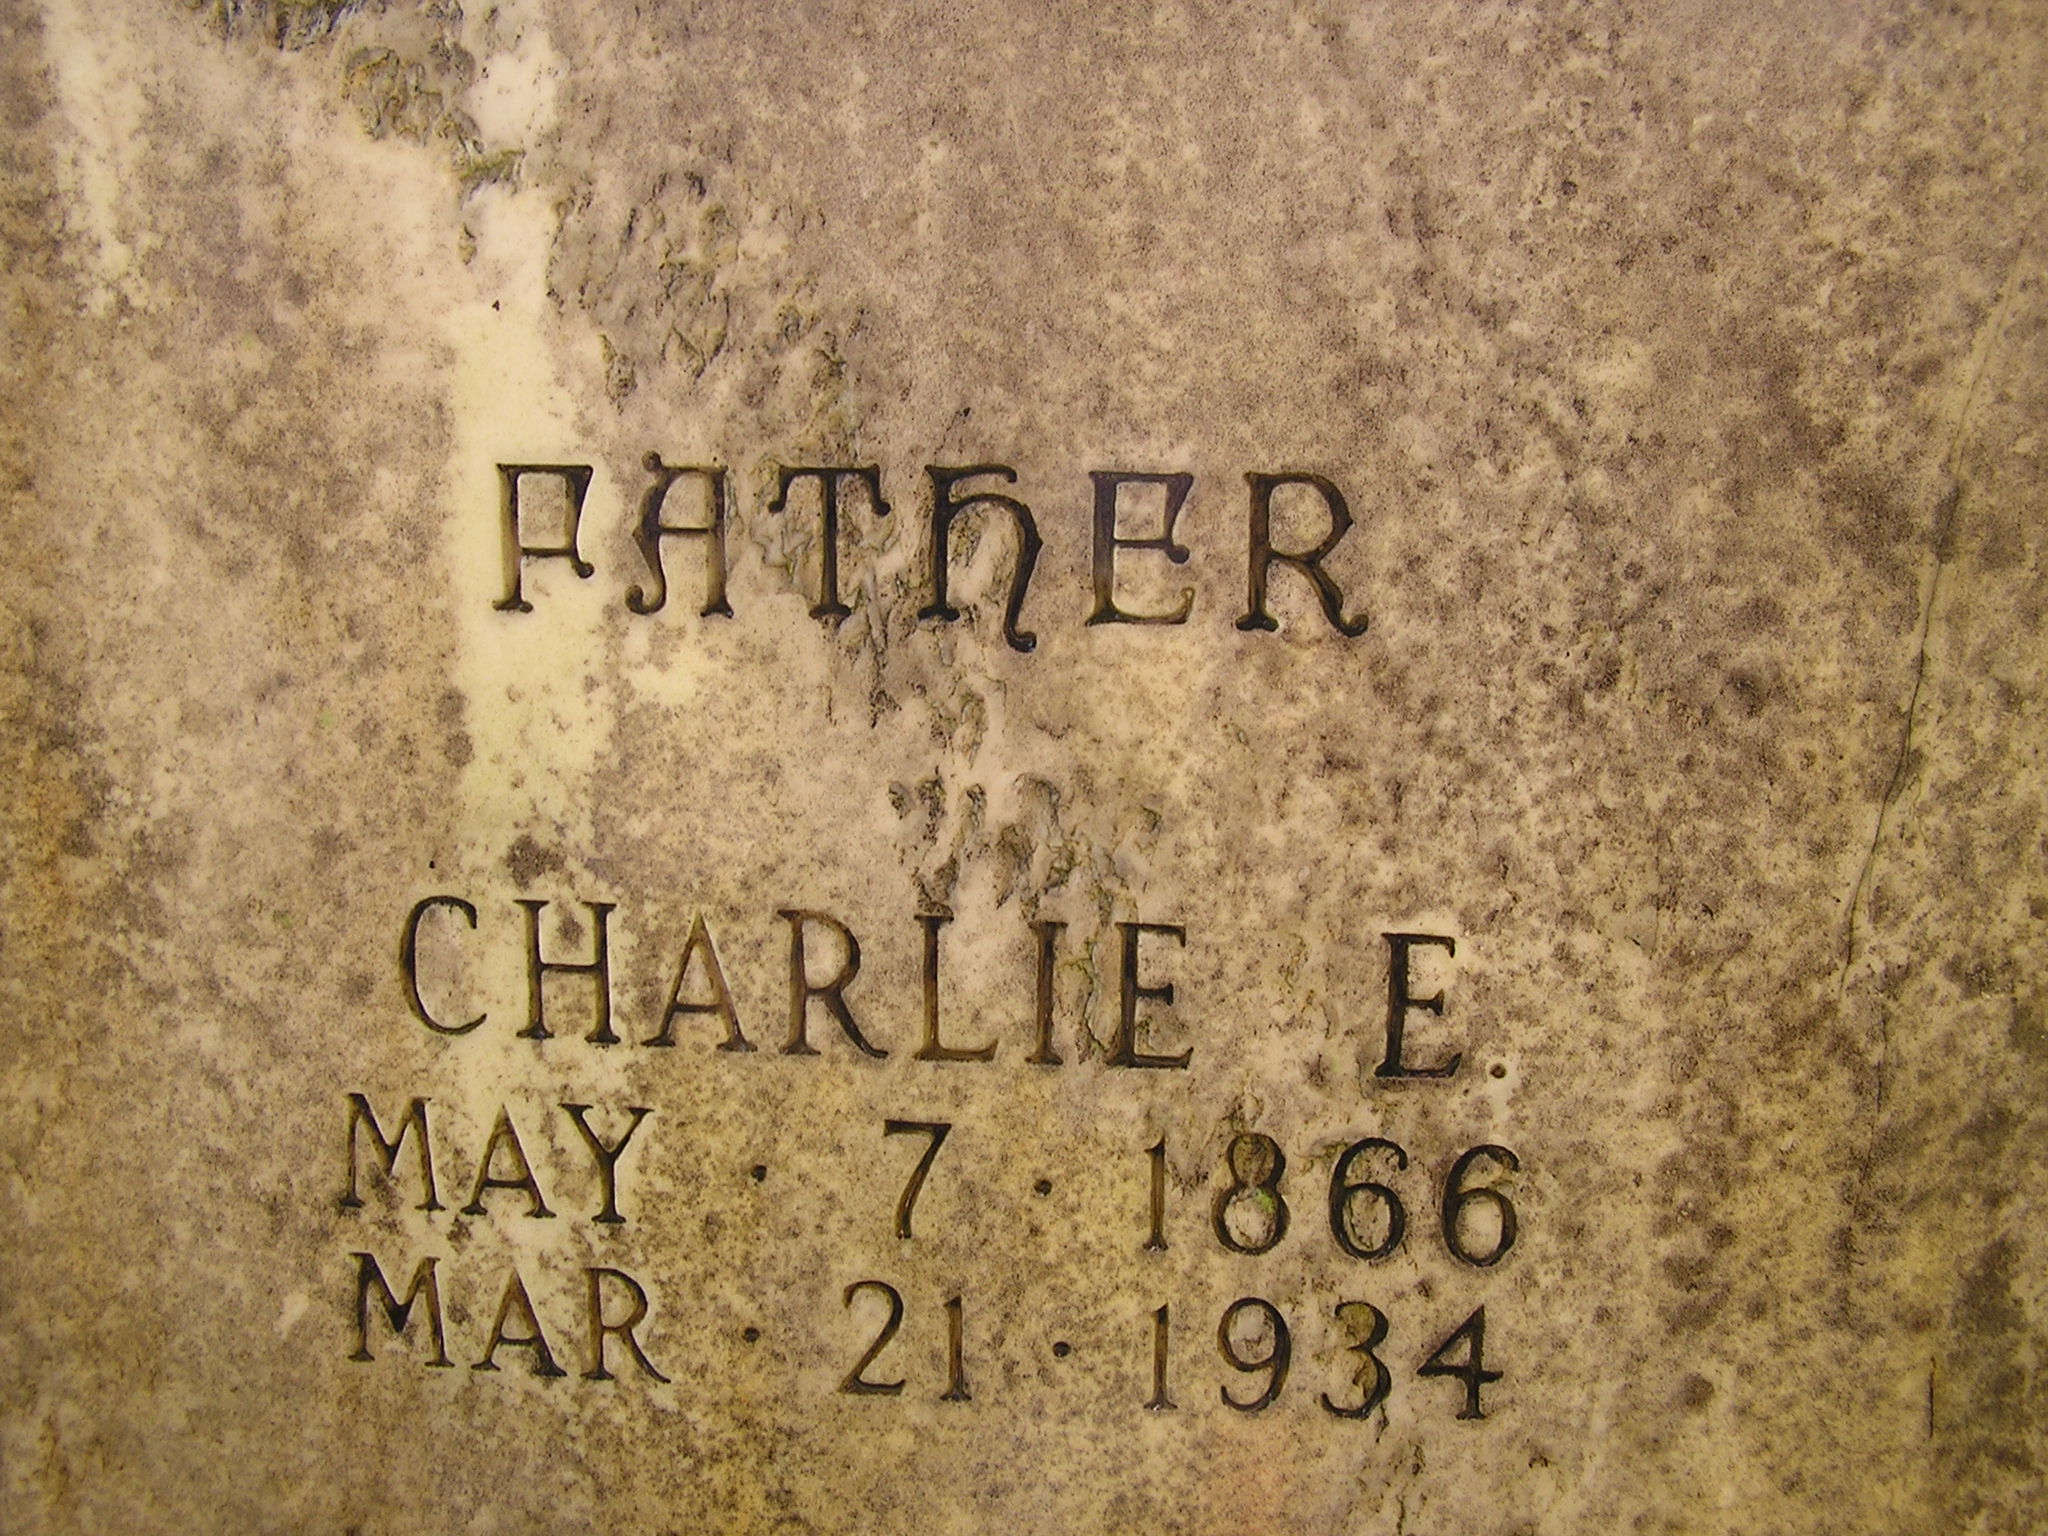 FATHER
CHARLIE E.
MAY · 7 · 1866
MAR · 21 · 1934